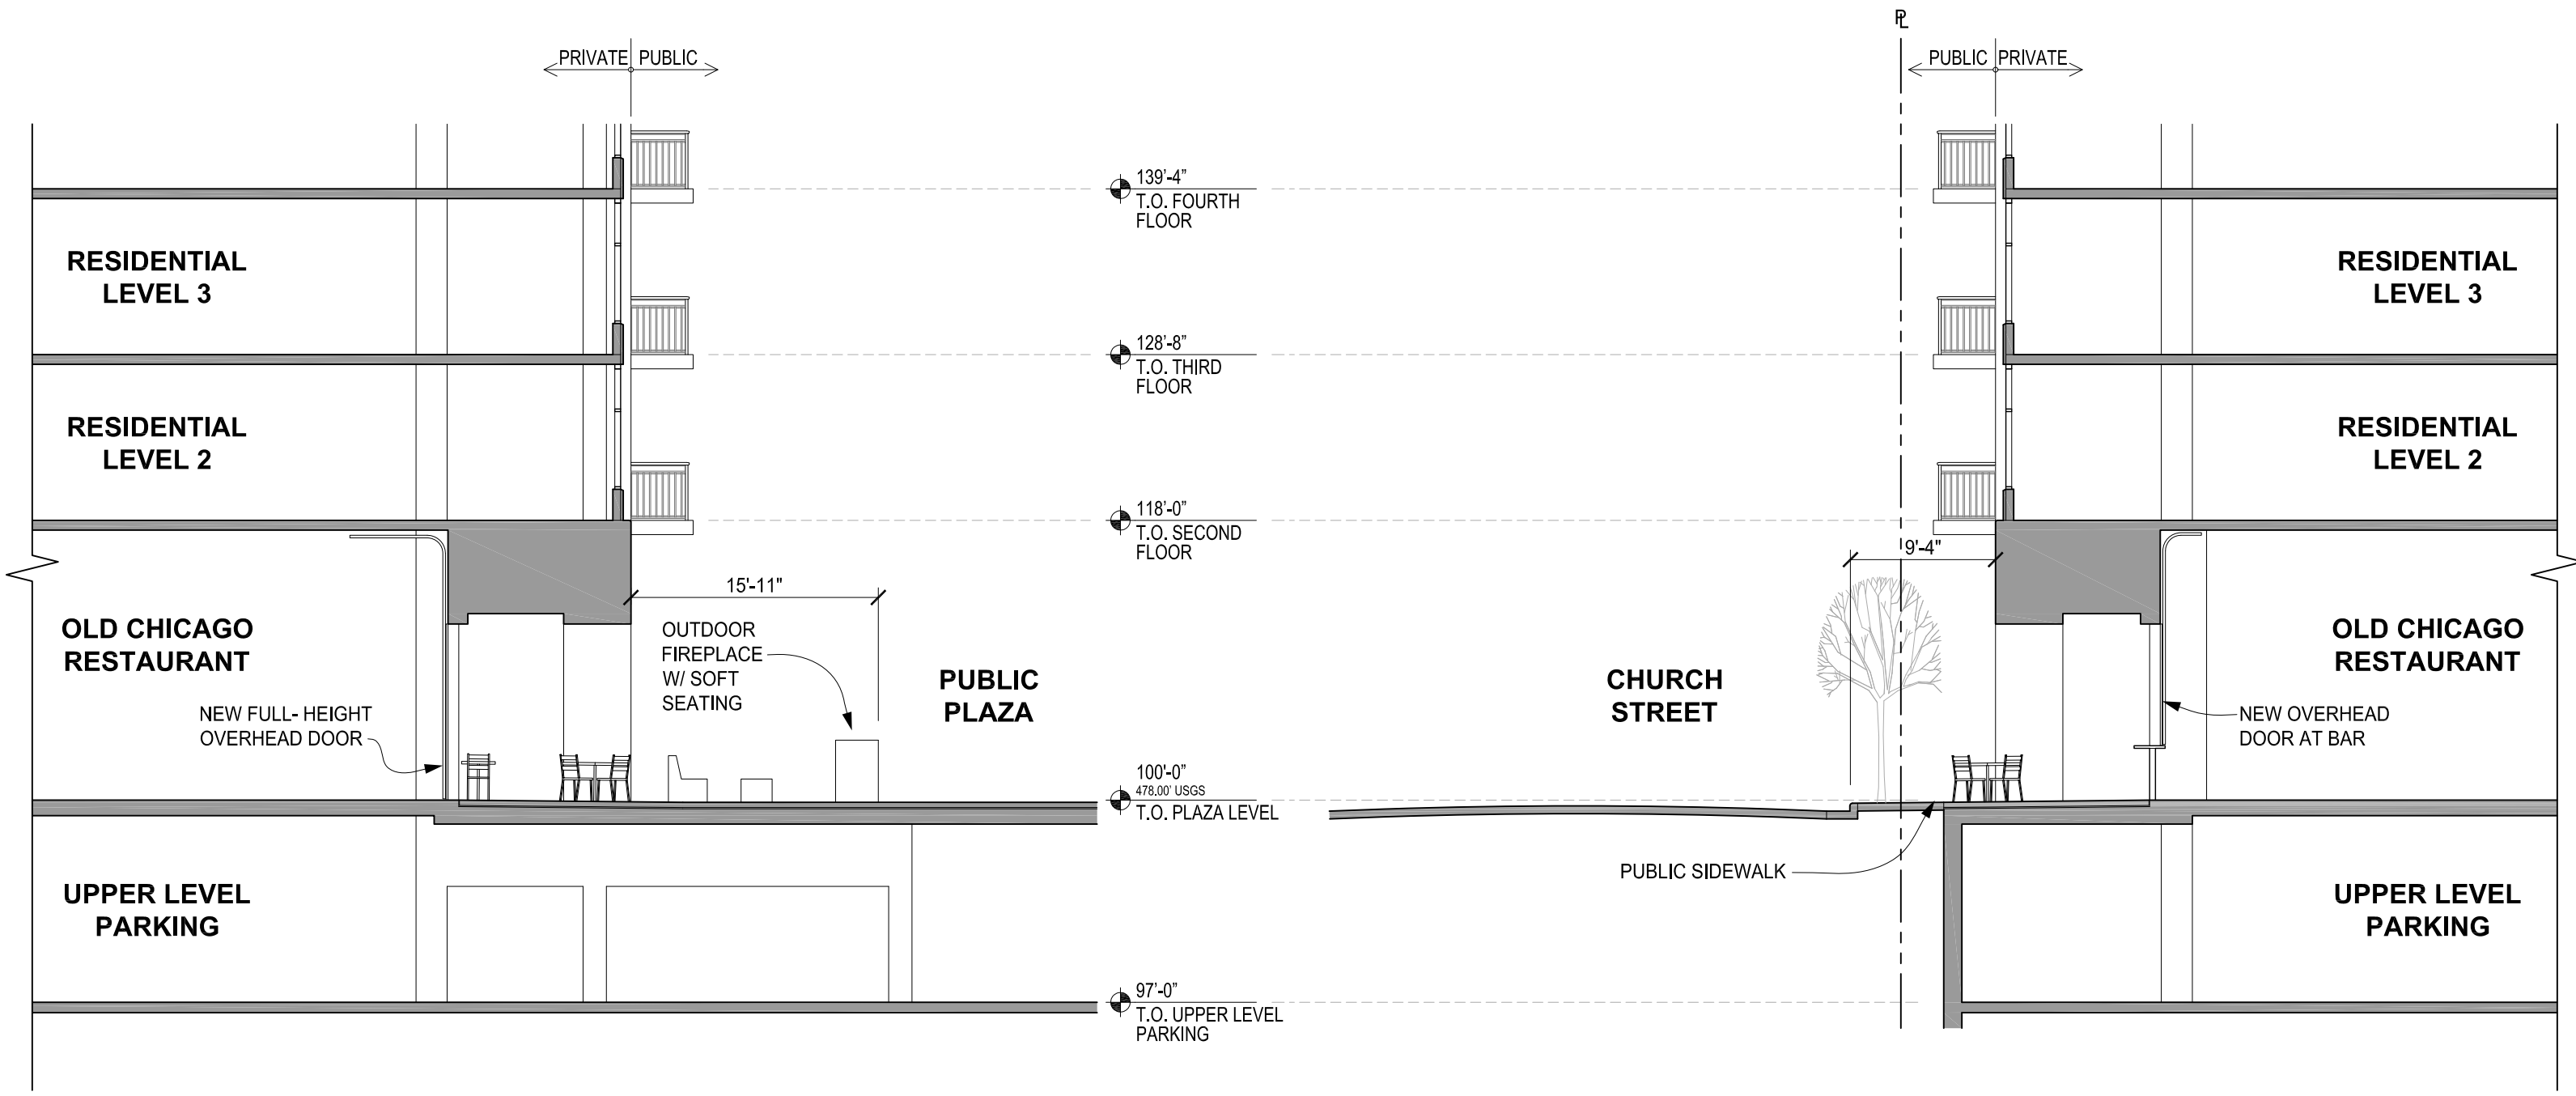 PL
PRIVATE PUBLIC
PUBLIC PRIVATE
139'-4"
T.O. FOURTH
FLOOR
RESIDENTIAL
LEVEL 3
RESIDENTIAL
LEVEL 3
128'-8"
T.O. THIRD
FLOOR
RESIDENTIAL
LEVEL 2
RESIDENTIAL
LEVEL 2
118'-0"
T.O. SECOND
FLOOR
9'-4"
15'-11"
OLD CHICAGO
RESTAURANT
OUTDOOR
FIREPLACE
W/ SOFT
SEATING
PUBLIC
PLAZA
CHURCH
STREET
OLD CHICAGO
RESTAURANT
NEW FULL- HEIGHT
OVERHEAD DOOR
NEW OVERHEAD
DOOR AT BAR
100'-0"
478.00' USGS
T.O. PLAZA LEVEL
PUBLIC SIDEWALK
UPPER LEVEL
PARKING
UPPER LEVEL
PARKING
97'-0"
T.O. UPPER LEVEL
PARKING